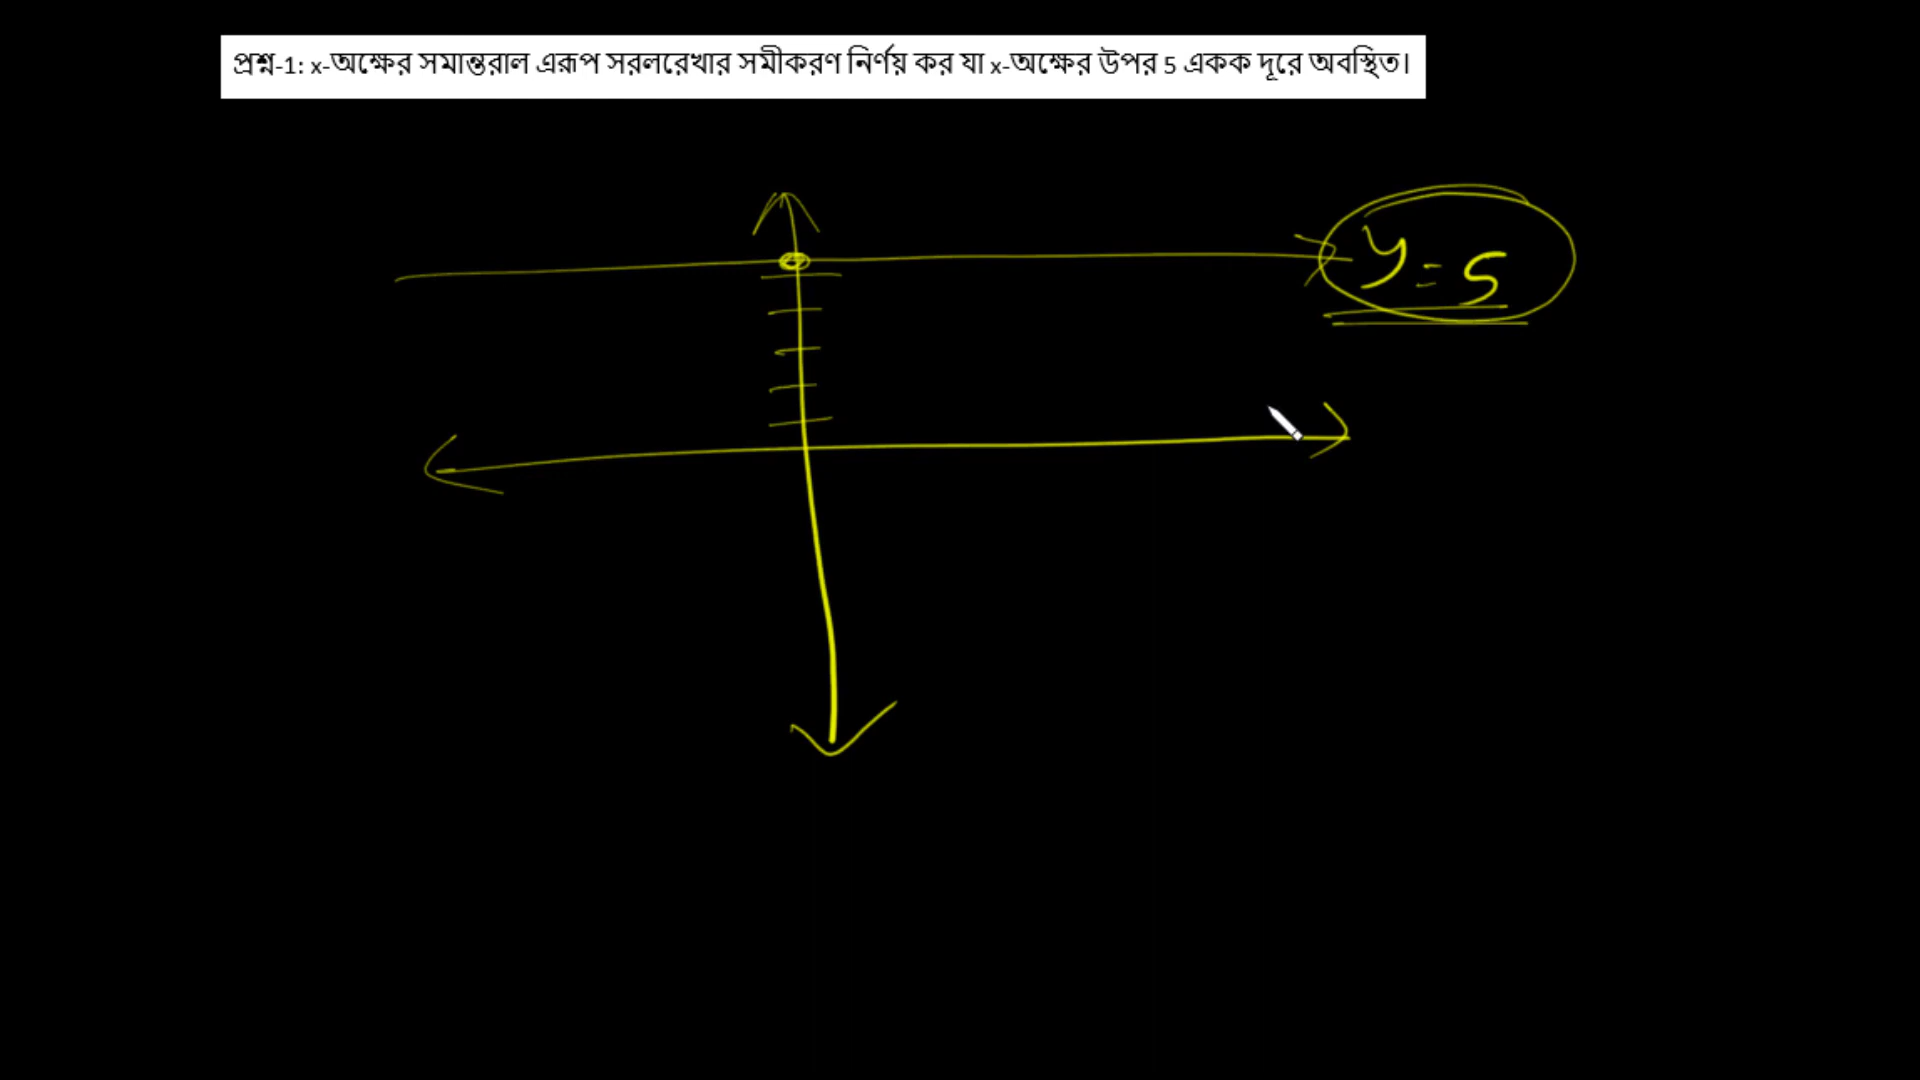 প্রশ্ন-1: x-অক্ষের সমান্তরাল এরূপ সরলরেখার সমীকরণ নির্ণয় কর যা x-অক্ষের উপর 5 একক দূরে অবস্থিত।
y = 5